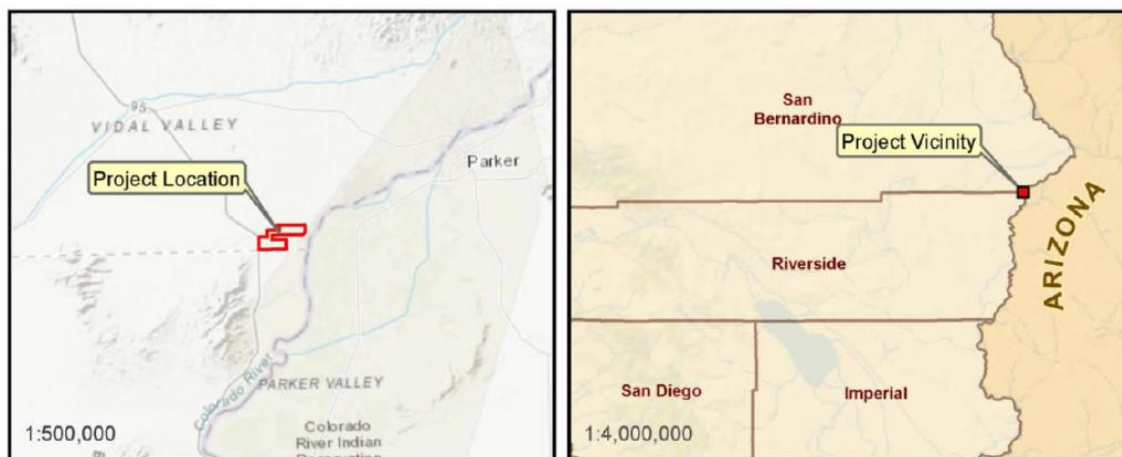 95
VIDAL VALLEY
Project Location
Parker
Colorado River
PARKER VALLEY
Colorado
River Indian
Reservation
1:500,000
San
Bernardino
Project Vicinity
ARIZONA
Riverside
San Diego
Imperial
1:4,000,000